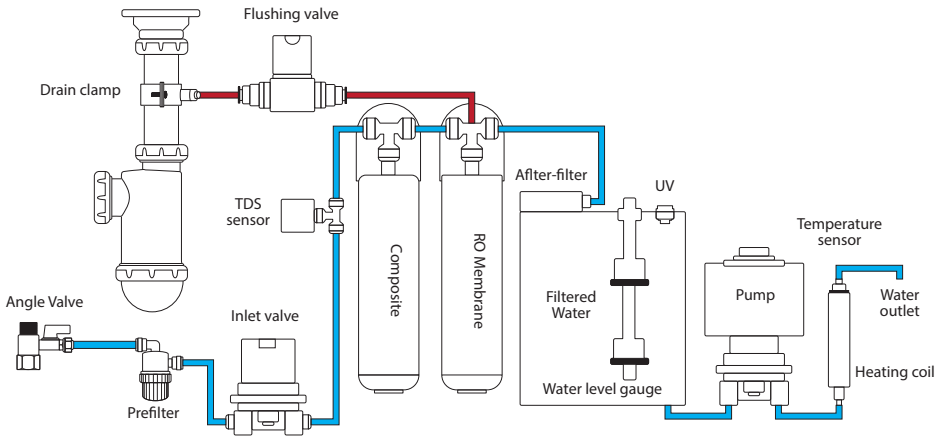 Flushing valve
Drain clamp
TDS
sensor
Aflter-filter
UV
Temperature
sensor
Composite
RO Membrane
Filtered
Water
Pump
Water
outlet
Angle Valve
Inlet valve
Heating coil
Water level gauge
Prefilter